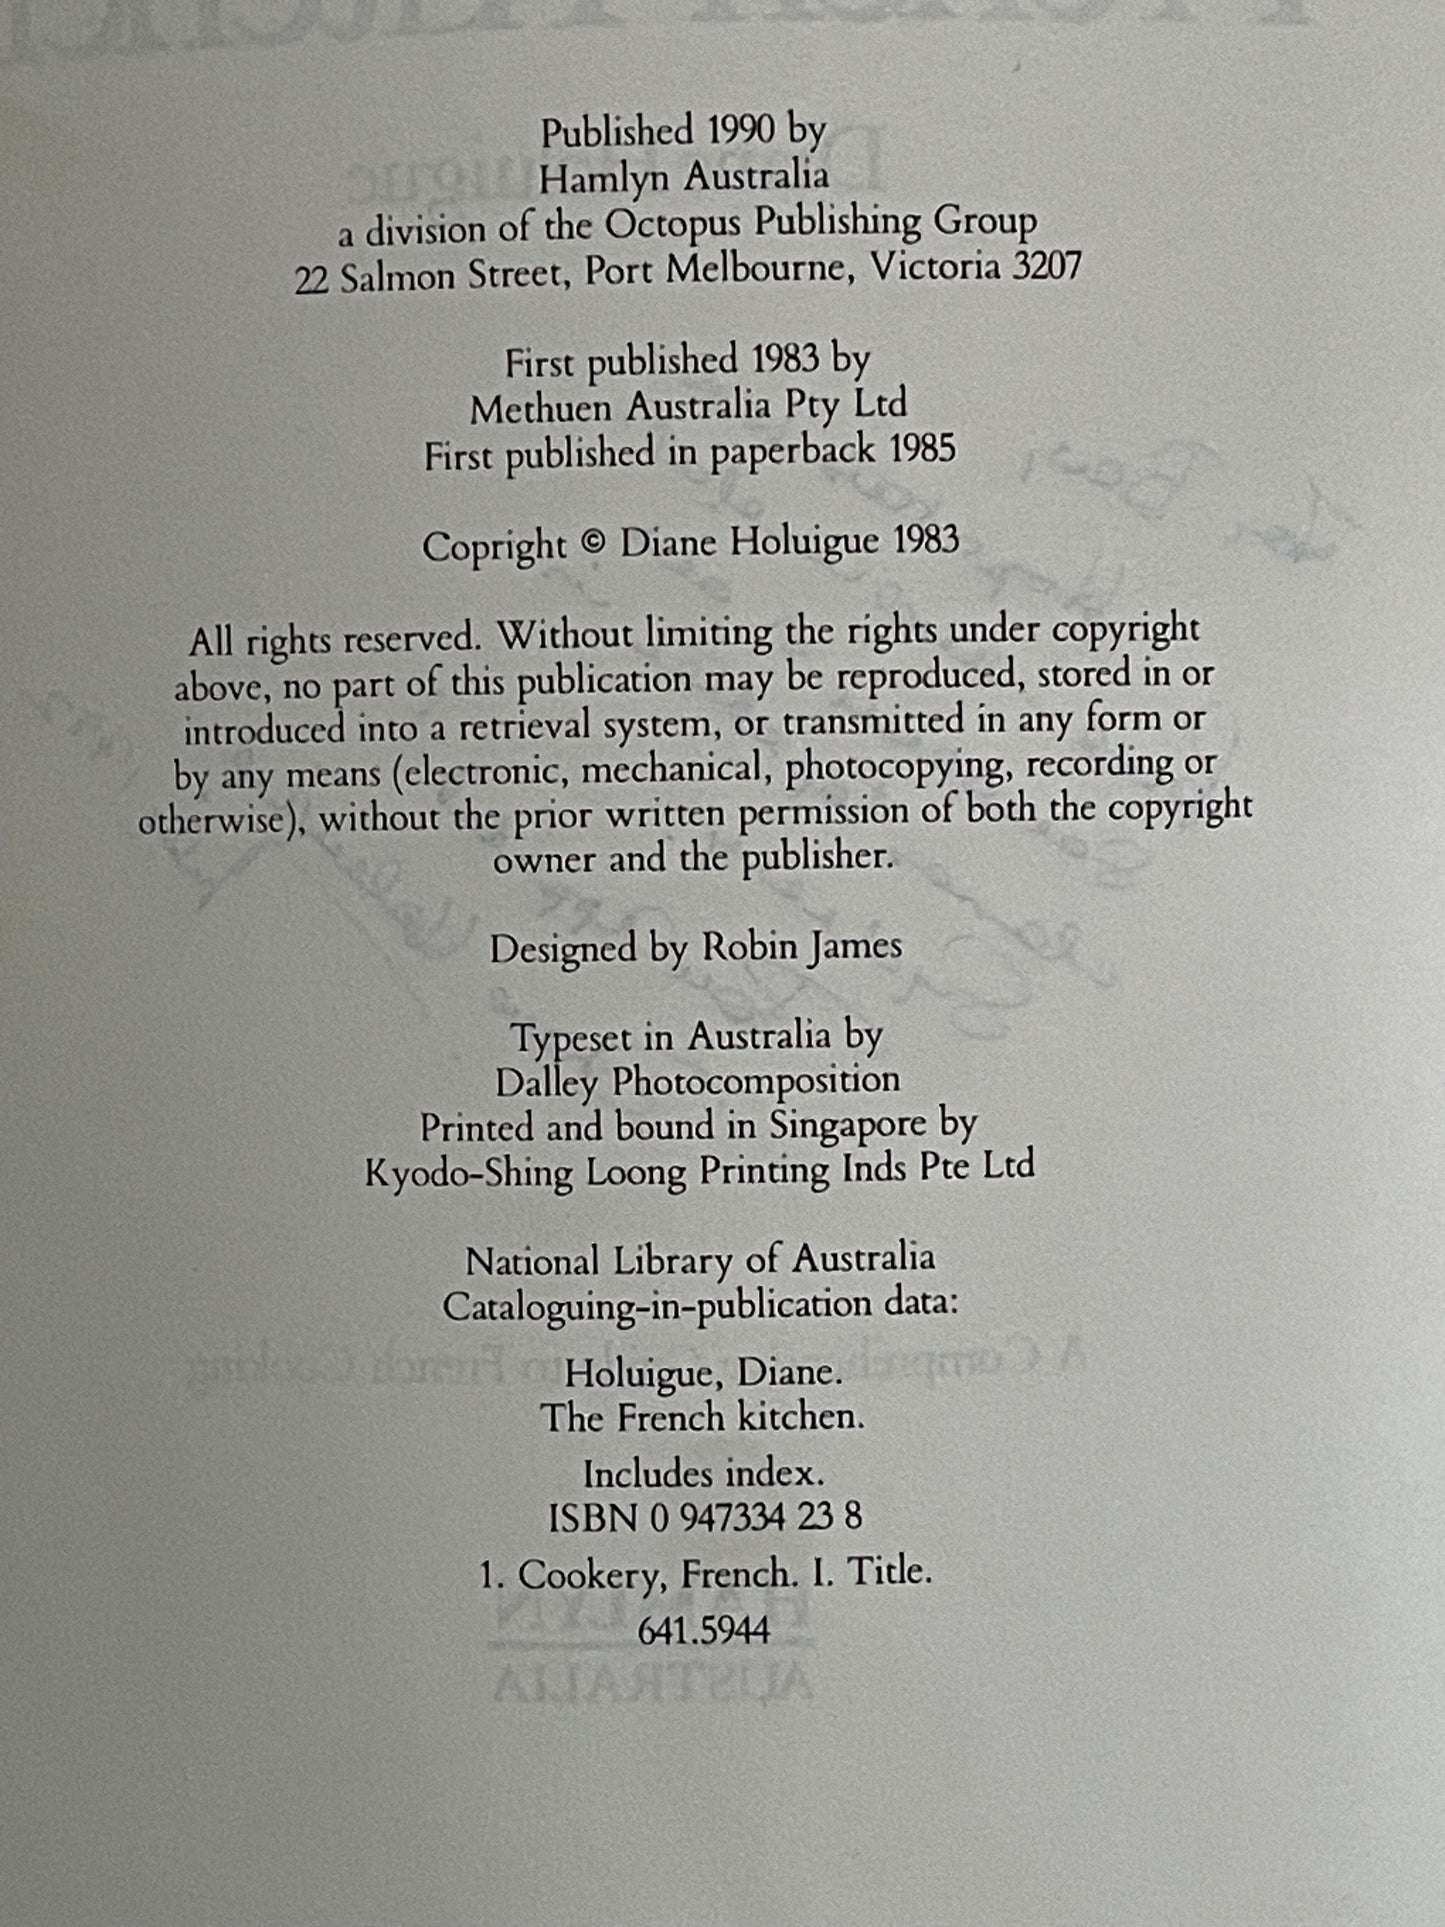 Published 1990 by
Hamlyn Australia
a division of the Octopus Publishing Group
22 Salmon Street, Port Melbourne, Victoria 3207
First published 1983 by
Methuen Australia Pty Ltd
First published in paperback 1985
Copright © Diane Holuigue 1983
All rights reserved. Without limiting the rights under copyright
above, no part of this publication may be reproduced, stored in or
introduced into a retrieval system, or transmitted in any form or
by any means (electronic, mechanical, photocopying, recording or
otherwise), without the prior written permission of both the copyright
owner and the publisher.
Designed by Robin James
Typeset in Australia by
Dalley Photocomposition
Printed and bound in Singapore by
Kyodo-Shing Loong Printing Inds Pte Ltd
National Library of Australia
Cataloguing-in-publication data:
Holuigue, Diane.
The French kitchen.
Includes index.
ISBN 0 947334 23 8
1. Cookery, French. I. Title.
641.5944